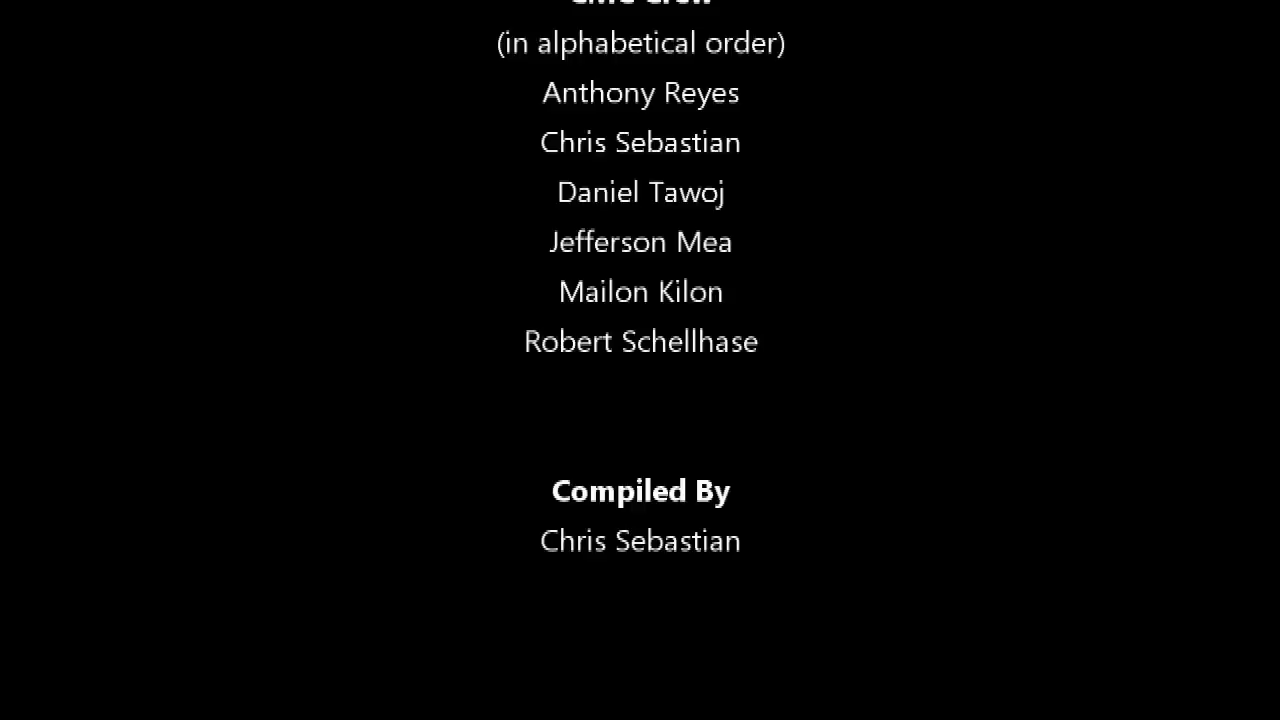 Crew
(in alphabetical order)
Anthony Reyes
Chris Sebastian
Daniel Tawoj
Jefferson Mea
Mailon Kilon
Robert Schellhase
Compiled By
Chris Sebastian